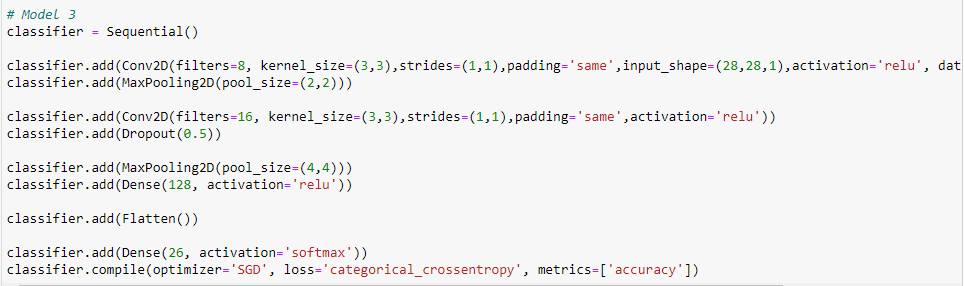 # Model 3
classifier = Sequential()
classifier.add(Conv2D(filters=8, kernel_size=(3,3),strides=(1,1),padding='same',input_shape=(28,28,1),activation='relu', dat
classifier.add(MaxPooling2D(pool_size=(2,2)))
classifier.add(Conv2D(filters=16, kernel_size=(3,3),strides=(1,1),padding='same',activation='relu'))
classifier.add(Dropout(0.5))
classifier.add(MaxPooling2D(pool_size=(4,4)))
classifier.add(Dense(128, activation='relu'))
classifier.add(Flatten())
classifier.add(Dense(26, activation='softmax'))
classifier.compile(optimizer='SGD', loss='categorical_crossentropy', metrics=['accuracy'])